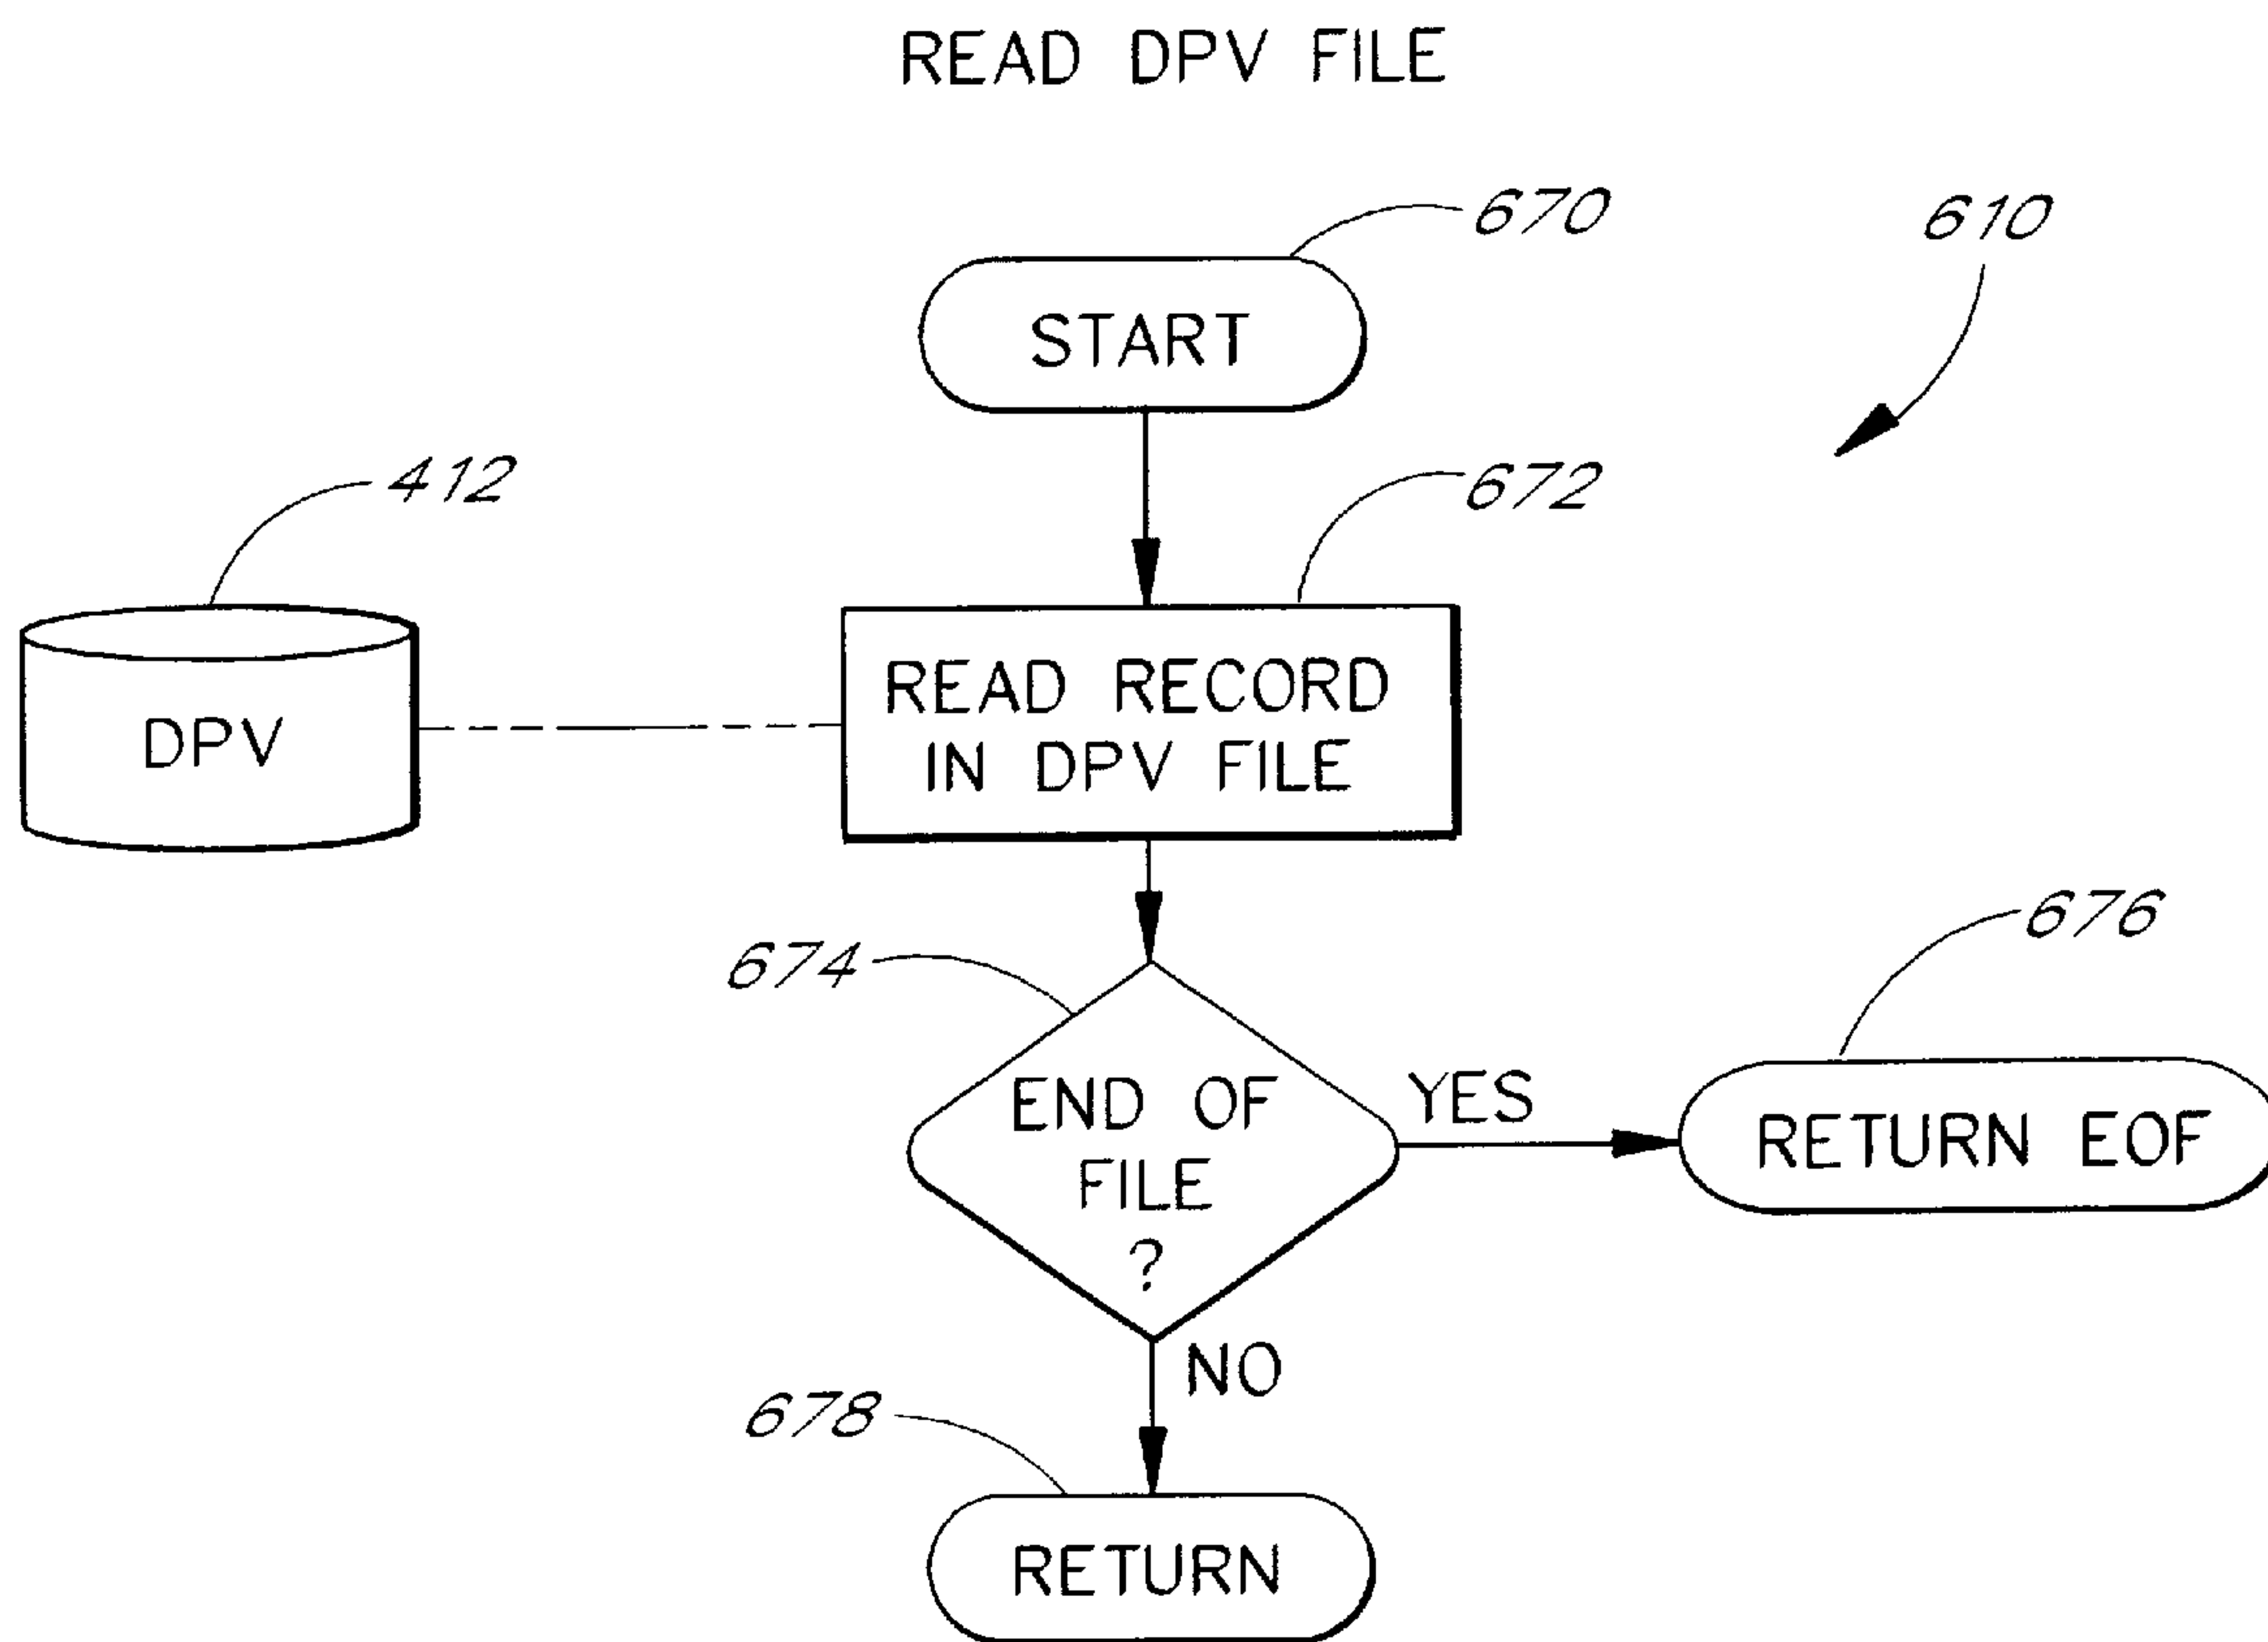 READ DPV FILE
670
610
START
412
672
READ RECORD
IN DPV FILE
DPV
674
676
END OF
FILE
?
YES
RETURN EOF
NO
678
RETURN